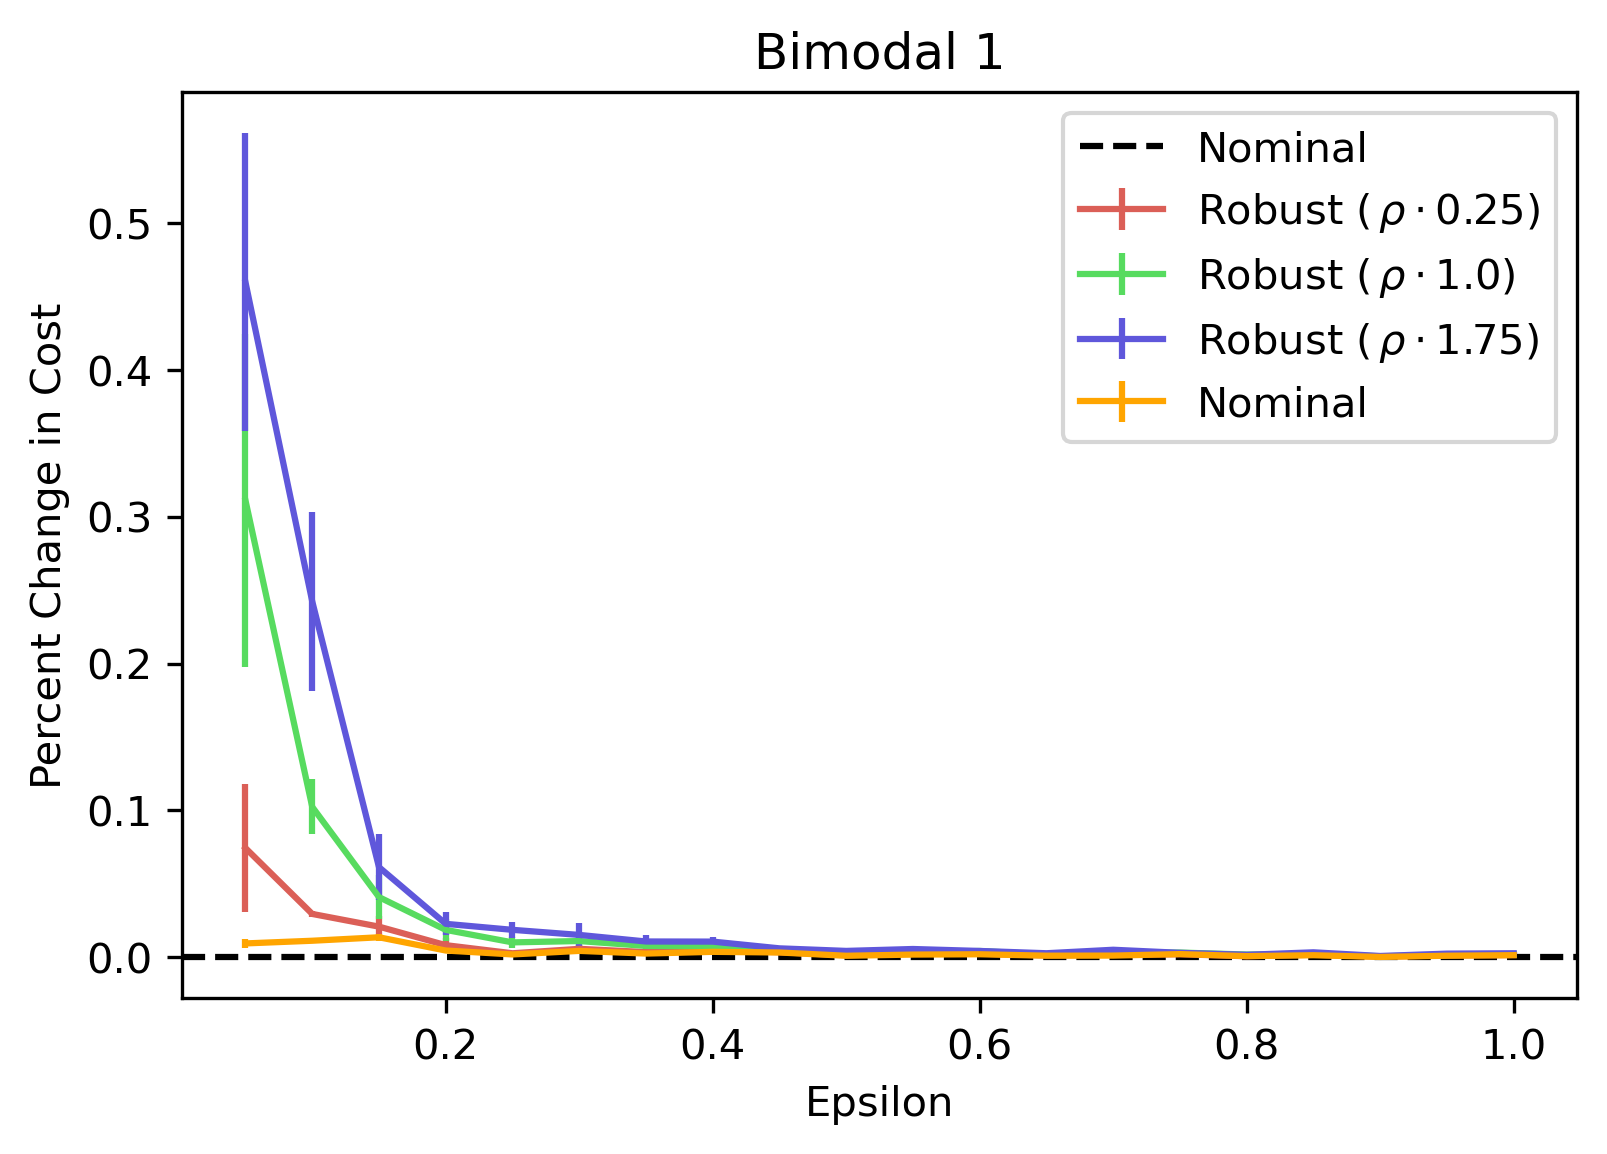 Bimodal 1
Percent Change in Cost
0.5
0.4
0.3
0.2
0.1
0.0
Nominal
Robust ( ρ · 0.25)
Robust ( ρ · 1.0)
Robust ( ρ · 1.75)
Nominal
0.2 0.4 0.6 0.8 1.0
Epsilon